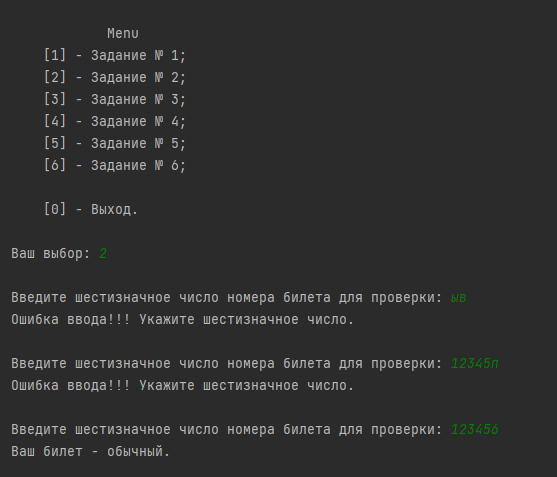 Menu
[1] - Задание № 1;
[2] - Задание № 2;
[3] - Задание № 3;
[4] - Задание № 4;
[5] - Задание № 5;
[6] - Задание № 6;
[0] - Выход.
Ваш выбор: 2
Введите шестизначное число номера билета для проверки: ыв
Ошибка ввода!!! Укажите шестизначное число.
Введите шестизначное число номера билета для проверки: 12345п
Ошибка ввода!!! Укажите шестизначное число.
Введите шестизначное число номера билета для проверки: 123456
Ваш билет - обычный.